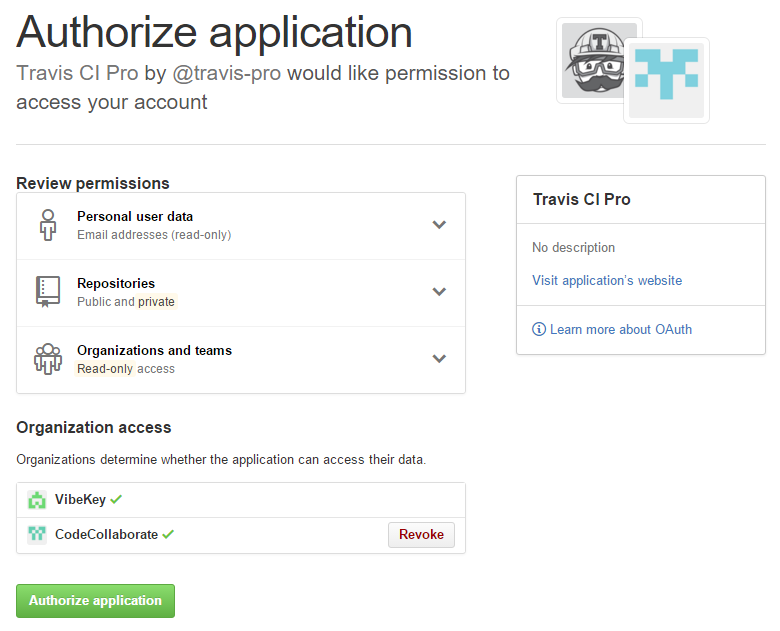 Authorize application
Travis CI Pro by @travis-pro would like permission to
access your account
T
Review permissions
Personal user data
Email addresses (read-only)
Repositories
Public and private
Organizations and teams
Read-only access
Travis CI Pro
No description
Visit application's website
Learn more about OAuth
Organization access
Organizations determine whether the application can access their data.
VibeKey
CodeCollaborate
Revoke
Authorize application